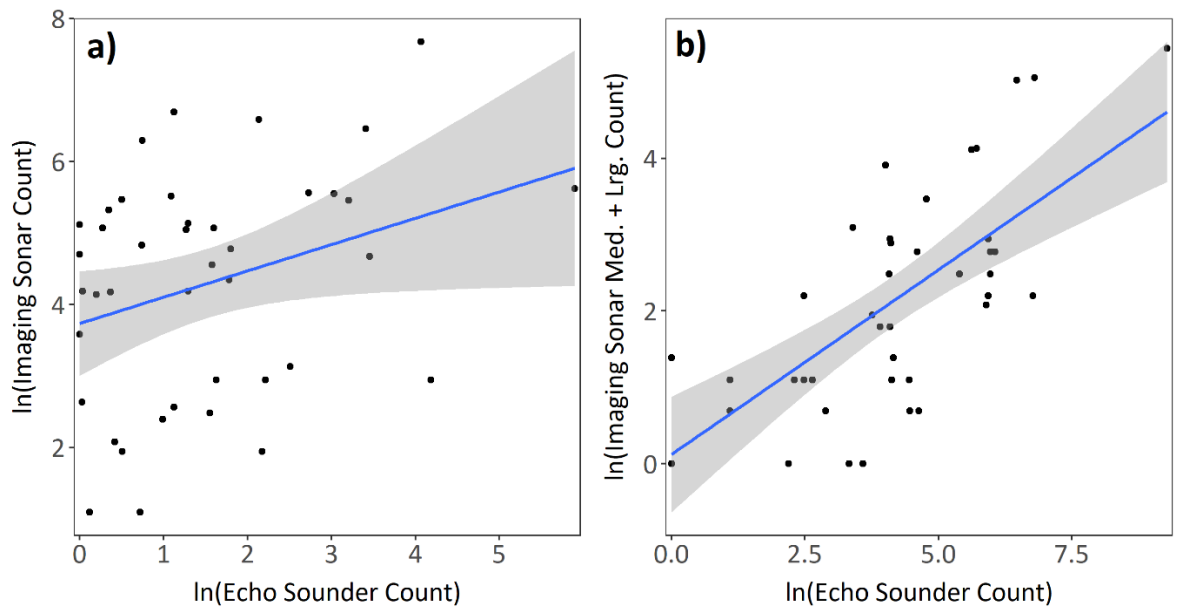 a)
ln(Imaging Sonar Count)
8
6
4
2
0 1 2 3 4 5
ln(Echo Sounder Count)
b)
ln(Imaging Sonar Med. + Lrg. Count)
4
2
0
0.0 2.5 5.0 7.5
ln(Echo Sounder Count)